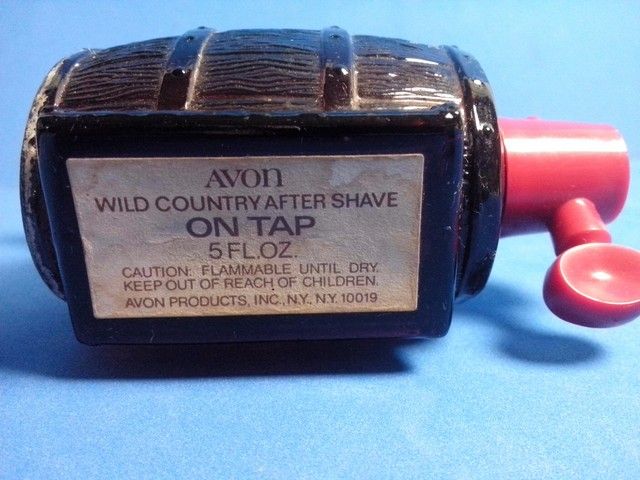 AVON
WILD COUNTRY AFTER SHAVE
ON TAP
5 FL.OZ.
CAUTION: FLAMMABLE UNTIL DRY.
KEEP OUT OF REACH OF CHILDREN.
AVON PRODUCTS, INC., N.Y., N.Y. 10019